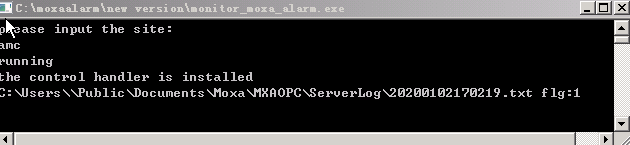 C:\moxaalarm\new version\monitor_moxa_alarm.exe
please input the site:
amc
running
the control handler is installed
C:\Users\\Public\Documents\Moxa\MXAOPC\ServerLog\20200102170219.txt flg:1